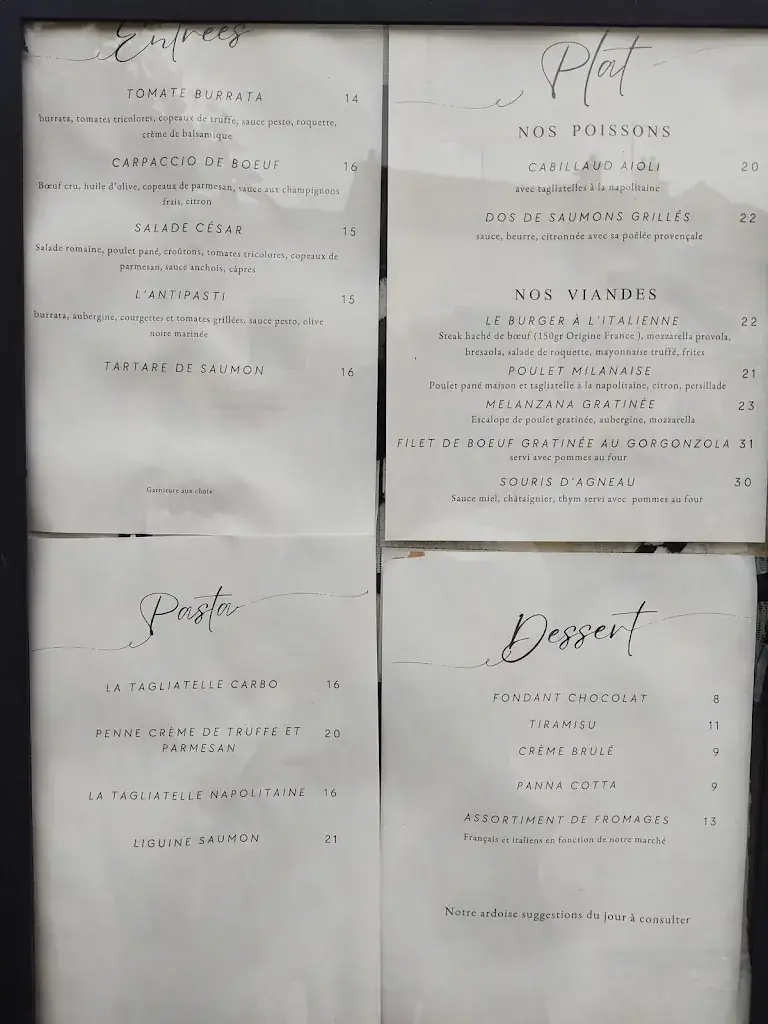 Entrees
TOMATE BURRATA 14
burrata, tomates tricolores, copeaux de truffe, sauce pesto, roquette,
crème de balsamique
CARPACCIO DE BOEUF 16
Bœuf cru, huile d'olive, copeaux de parmesan, sauce aux champignons
frais, citron
SALADE CÉSAR 15
Salade romaine, poulet pané, croûtons, tomates tricolores, copeaux de
parmesan, sauce anchois, câpres
L'ANTIPASTI 15
burrata, aubergine, courgettes et tomates grillées, sauce pesto, olive
noire marinée
TARTARE DE SAUMON 16
Garniture aux choix
Plat
NOS POISSONS
CABILLAUD AIOLI 20
avec tagliatelles à la napolitaine
DOS DE SAUMONS GRILLÉS 22
sauce, beurre, citronnée avec sa poêlée provençale
NOS VIANDES
LE BURGER À L'ITALIENNE 22
Steak haché de bœuf (150gr Origine France ), mozzarella provola,
bresaola, salade de roquette, mayonnaise truffé, frites
POULET MILANAISE 21
Poulet pané maison et tagliatelle à la napolitaine, citron, persillade
MELANZANA GRATINÉE 23
Escalope de poulet gratinée, aubergine, mozzarella
FILET DE BOEUF GRATINÉE AU GORGONZOLA 31
servi avec pommes au four
SOURIS D'AGNEAU 30
Sauce miel, châtaignier, thym servi avec pommes au four
Pasta
LA TAGLIATELLE CARBO 16
PENNE CRÈME DE TRUFFE ET 20
PARMESAN
LA TAGLIATELLE NAPOLITAINE 16
LIGUINE SAUMON 21
Dessert
FONDANT CHOCOLAT 8
TIRAMISU 11
CRÈME BRULÉ 9
PANNA COTTA 9
ASSORTIMENT DE FROMAGES 13
Français et italiens en fonction de notre marché
Notre ardoise suggestions du jour à consulter